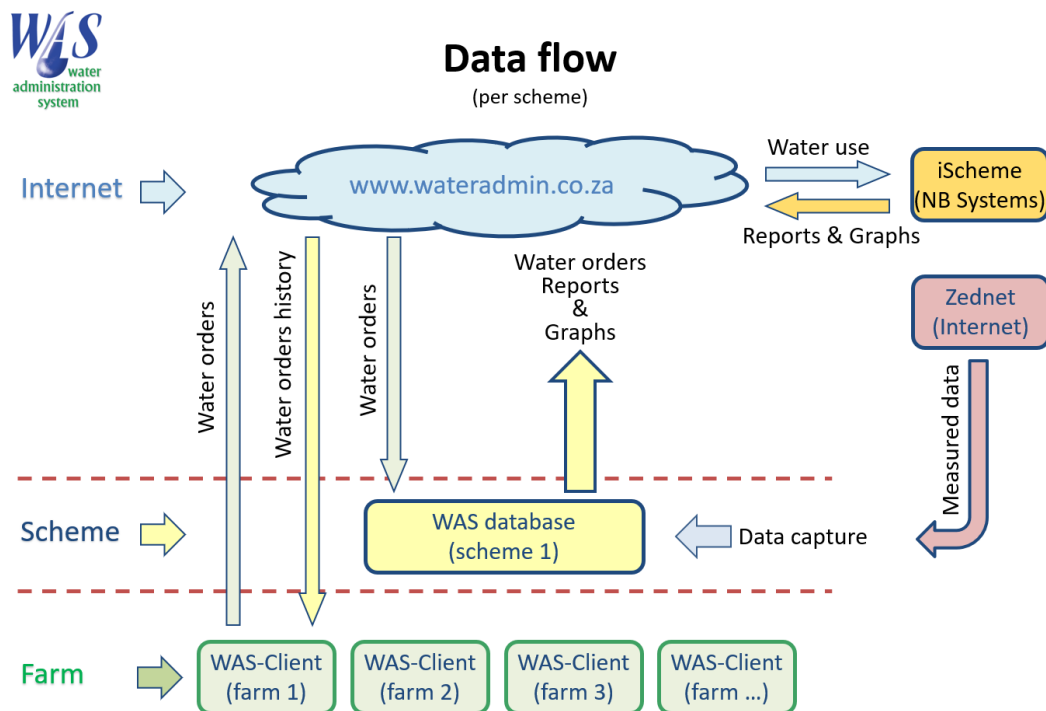 WAS
water
administration
system
Data flow
(per scheme)
Internet
www.wateradmin.co.za
Water use
iScheme
(NB Systems)
Reports & Graphs
Water orders
Water orders history
Water orders
Water orders
Reports
&
Graphs
Zednet
(Internet)
Measured data
Scheme
WAS database
(scheme 1)
Data capture
Farm
WAS-Client
(farm 1)
WAS-Client
(farm 2)
WAS-Client
(farm 3)
WAS-Client
(farm ...)